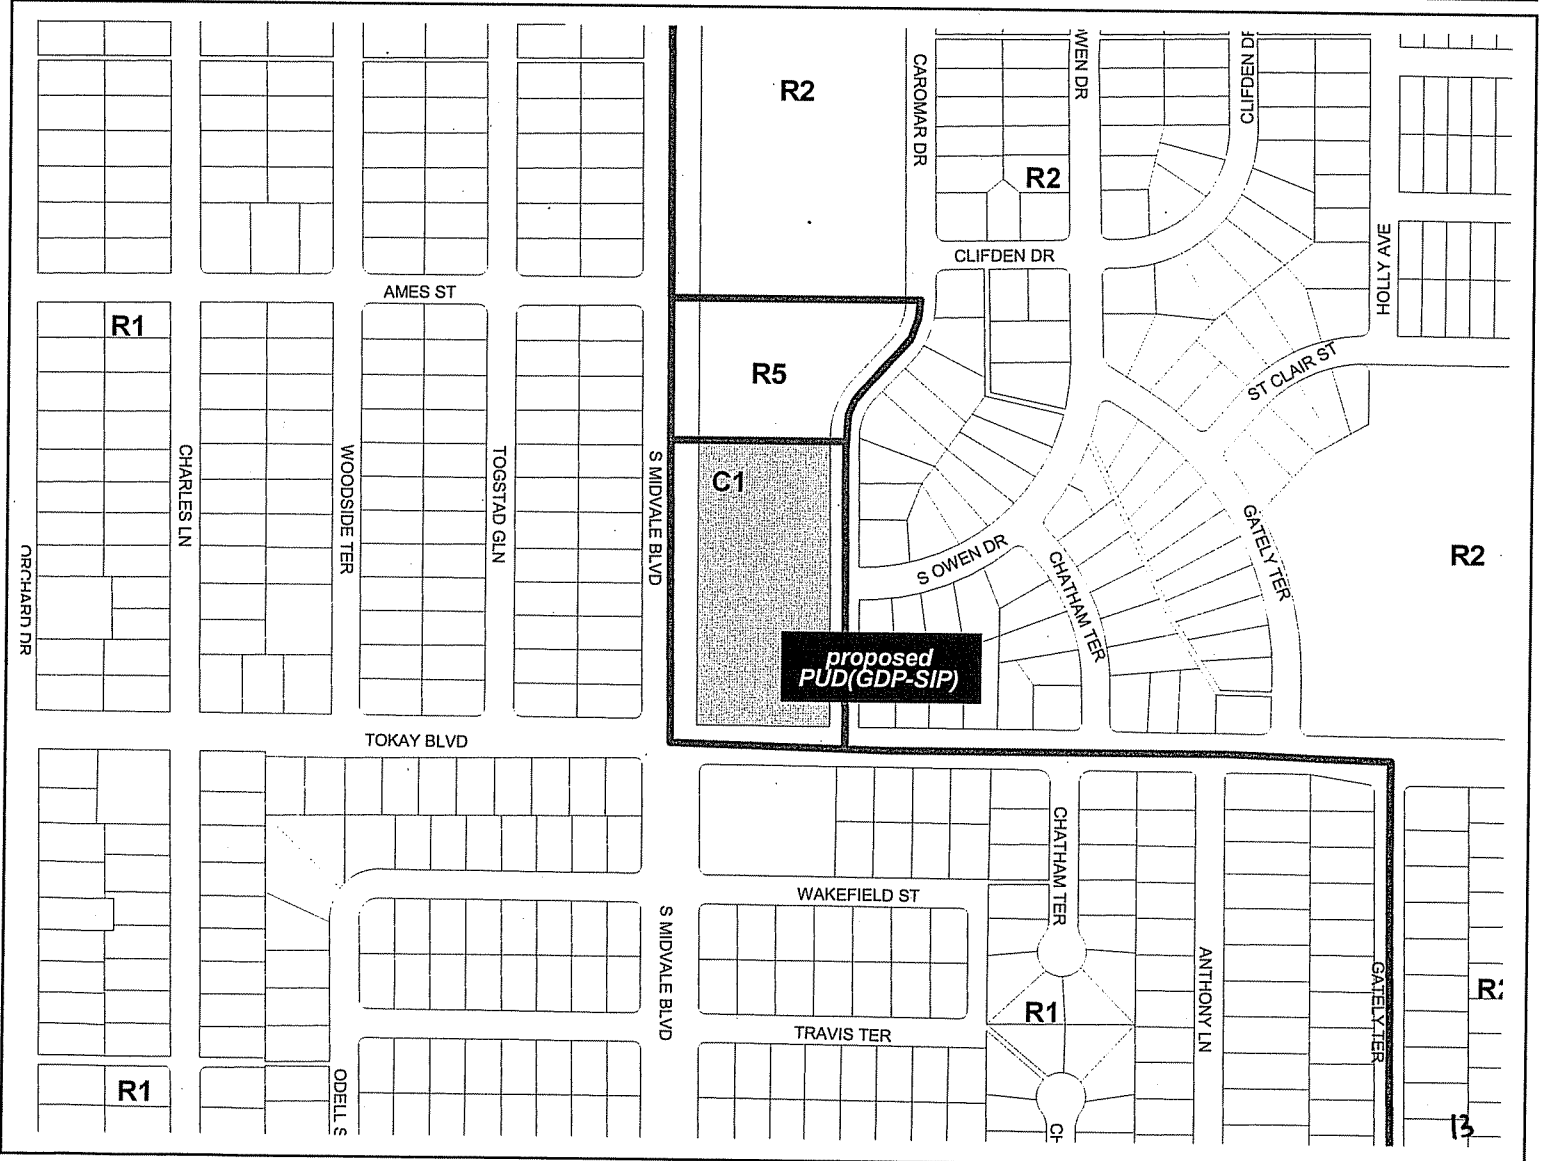 R2
CAROMAR DR
WEN DR
CLIFDEN DR
R2
CLIFDEN DR
HOLLY AVE
AMES ST
R1
R5
ST CLAIR ST
CHARLES LN
WOODSIDE TER
TOGSTAD GLN
S MIDVALE BLVD
C1
ORCHARD DR
S OWEN DR
CHATHAM TER
GATELY TER
R2
proposed
PUD(GDP-SIP)
TOKAY BLVD
CHATHAM TER
WAKEFIELD ST
S MIDVALE BLVD
ANTHONY LN
GATELY TER
R2
R1
TRAVIS TER
R1
ODELL S
CH
13